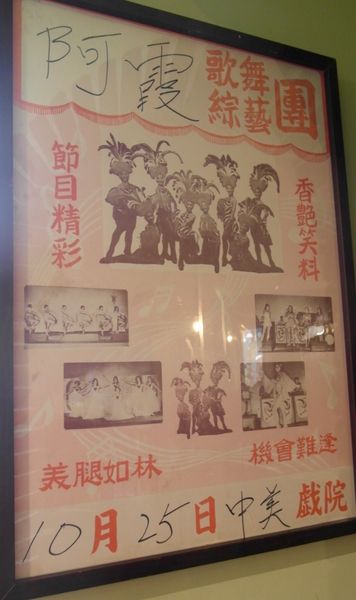 阿霞
歌舞
綜藝團
節目精彩
香艷笑料
美腿如林
機會難逢
10月25日中美戲院